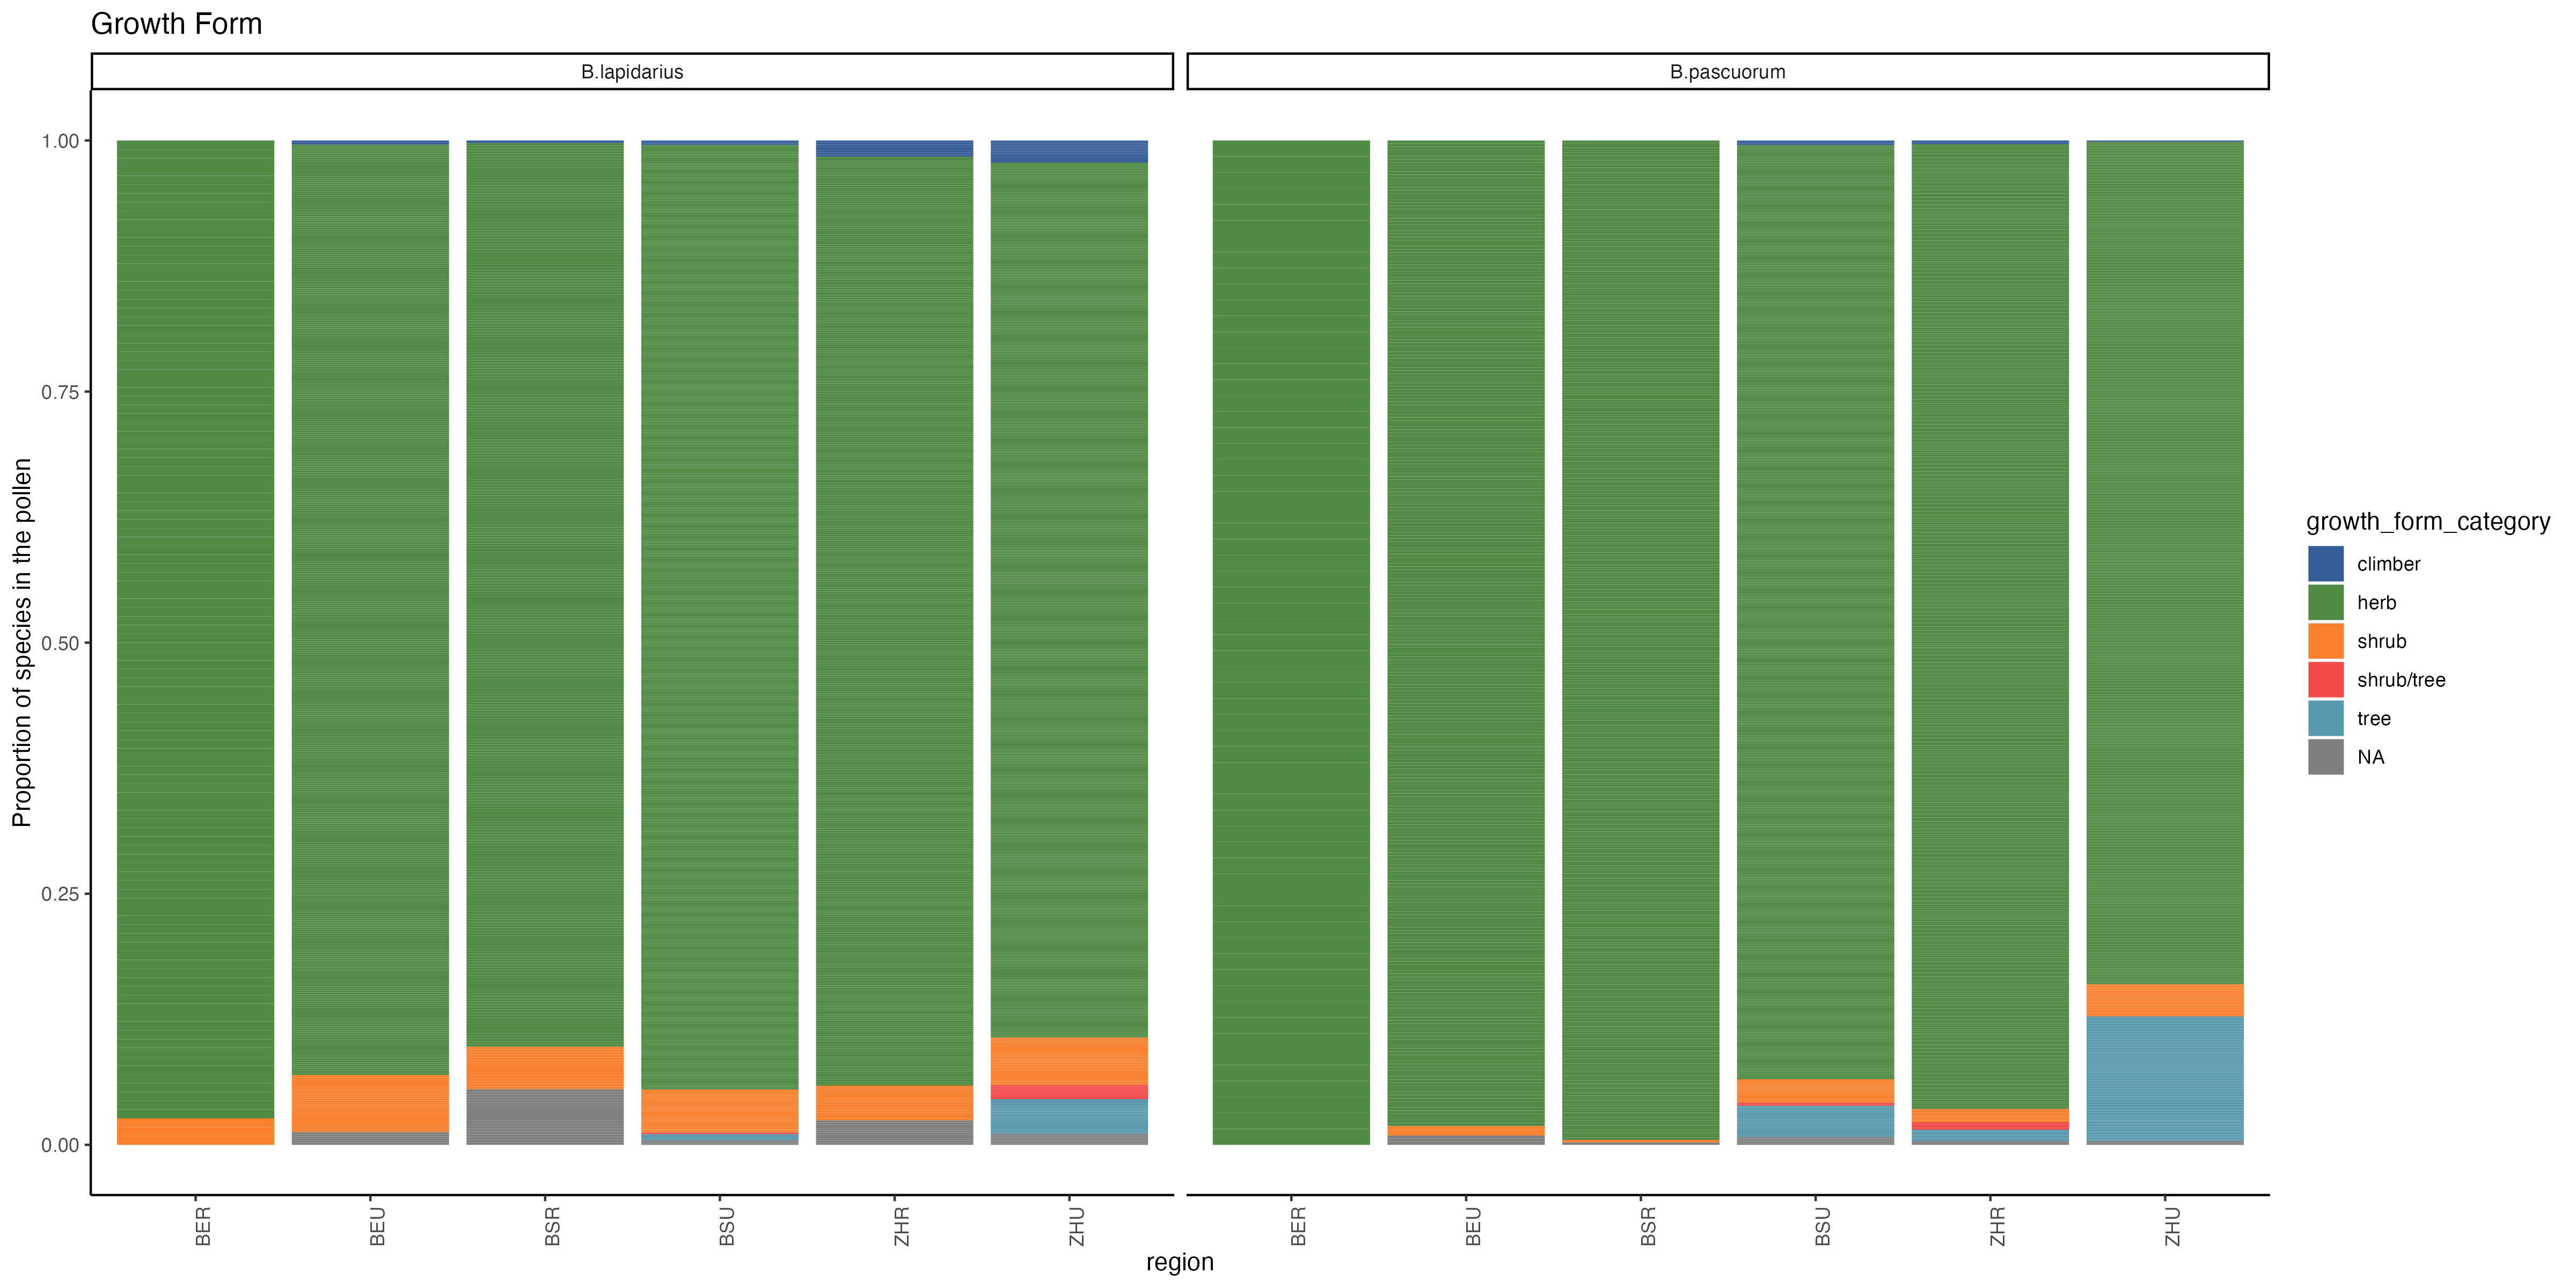 Growth Form
B.lapidarius
B.pascuorum
Proportion of species in the pollen
1.00
0.75
0.50
0.25
0.00
BER
BEU
BSR
BSU
ZHR
ZHU
BER
BEU
BSR
BSU
ZHR
ZHU
region
growth_form_category
climber
herb
shrub
shrub/tree
tree
NA